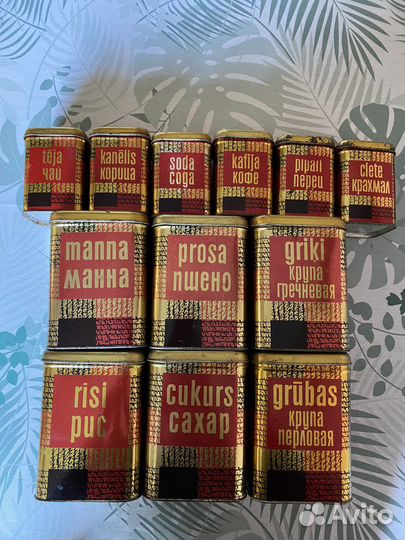 tēja
чай
kanēlis
корица
soda
сода
kafija
кофе
pipari
перец
ciete
крахмал
manna
манна
prosa
пшено
griķi
крупа
гречневая
rīsi
рис
cukurs
сахар
grūbas
крупа
перловая
Avito